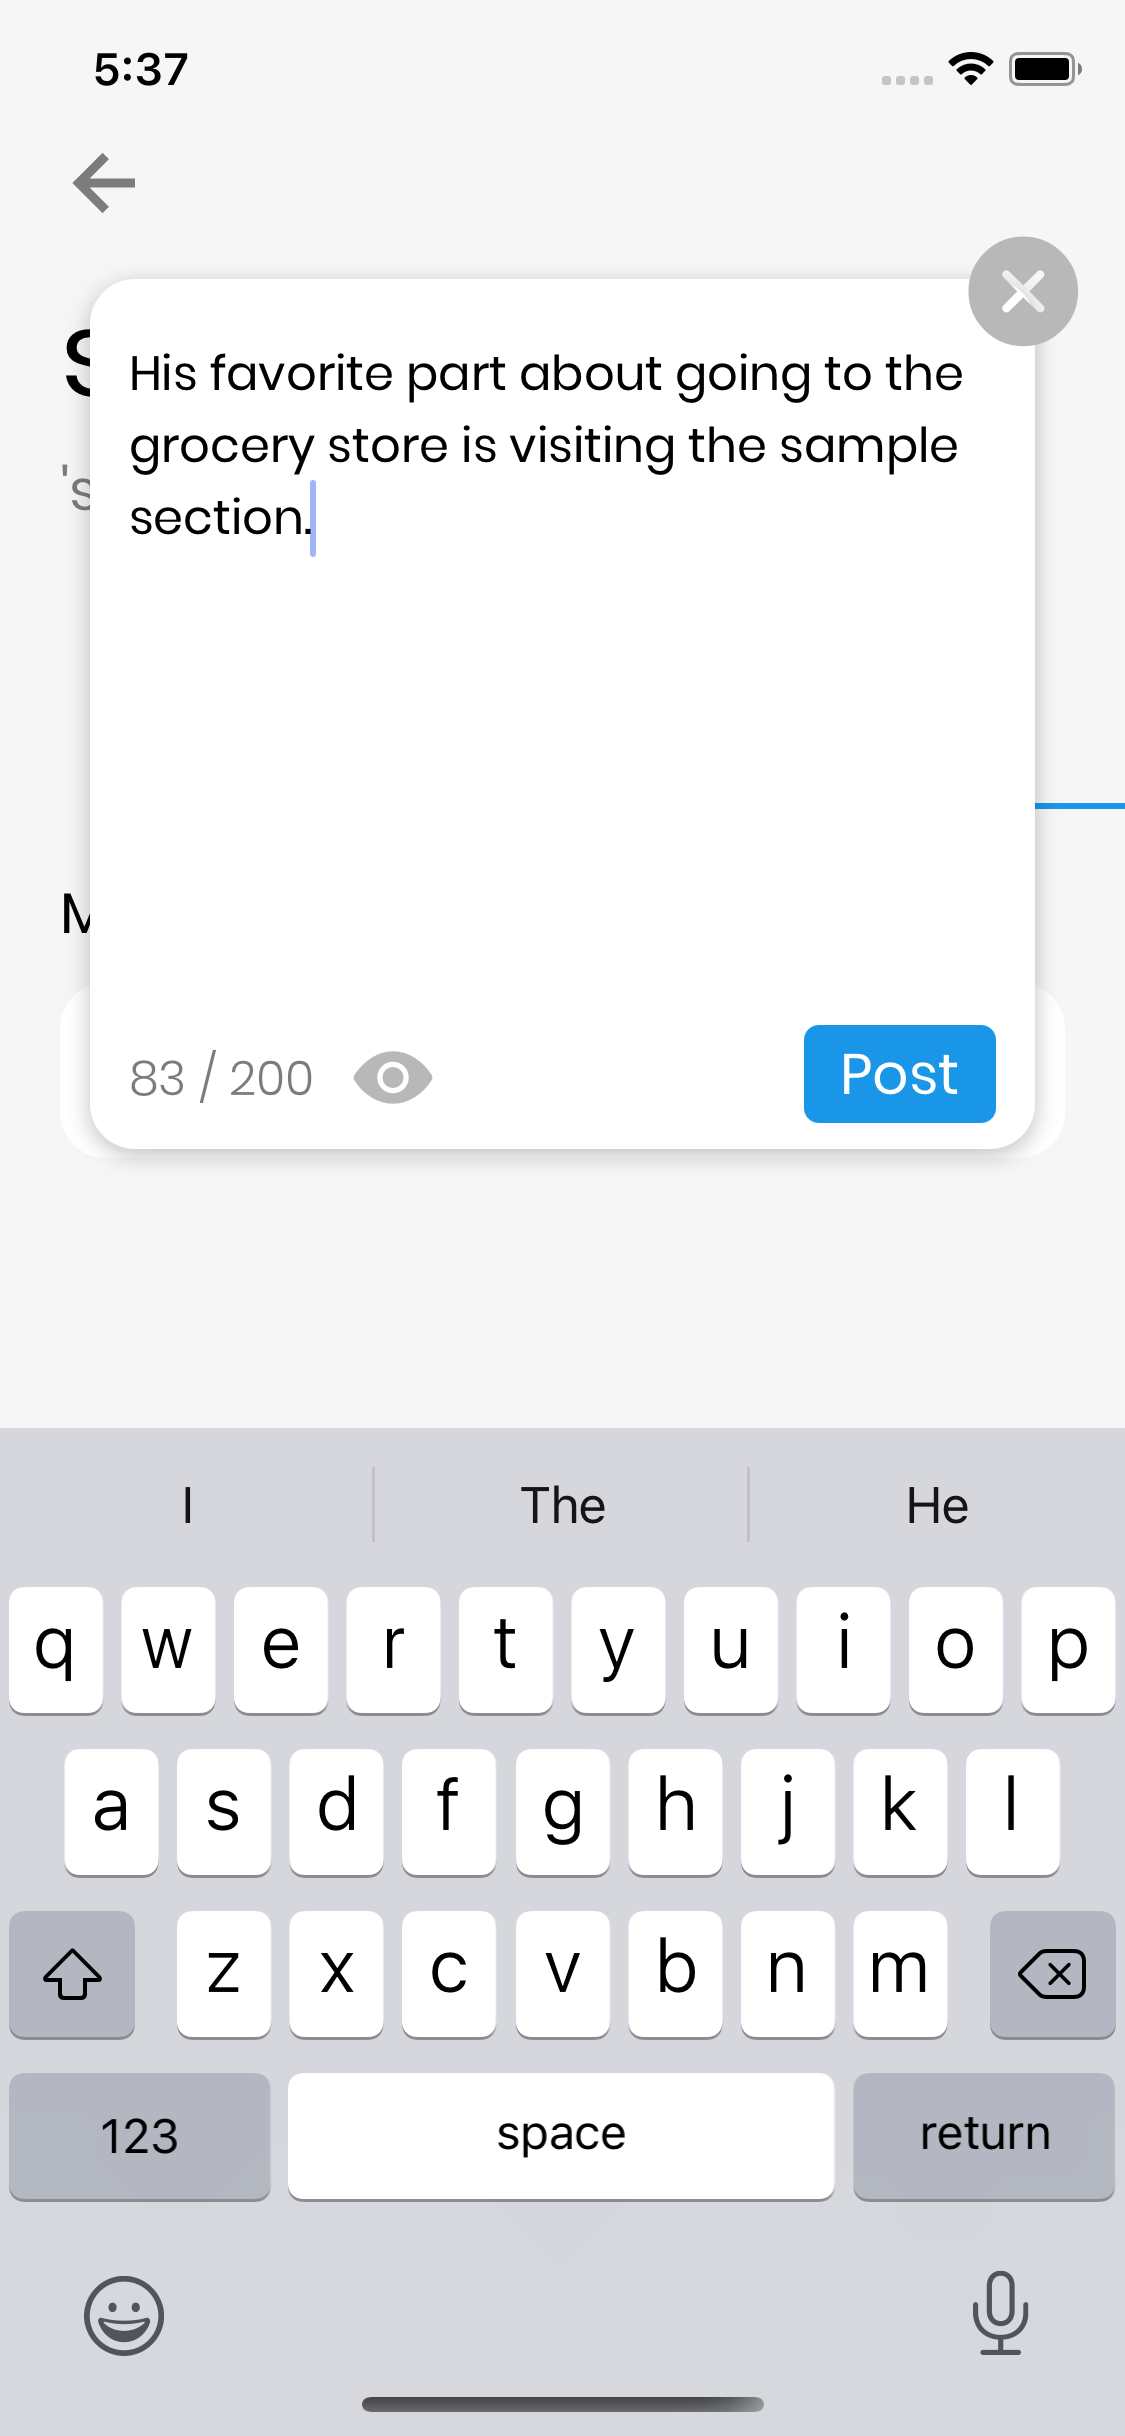 5:37
His favorite part about going to the
grocery store is visiting the sample
section.
83 / 200
Post
I The He
q w e r t y u i o p
a s d f g h j k l
z x c v b n m
123 space return